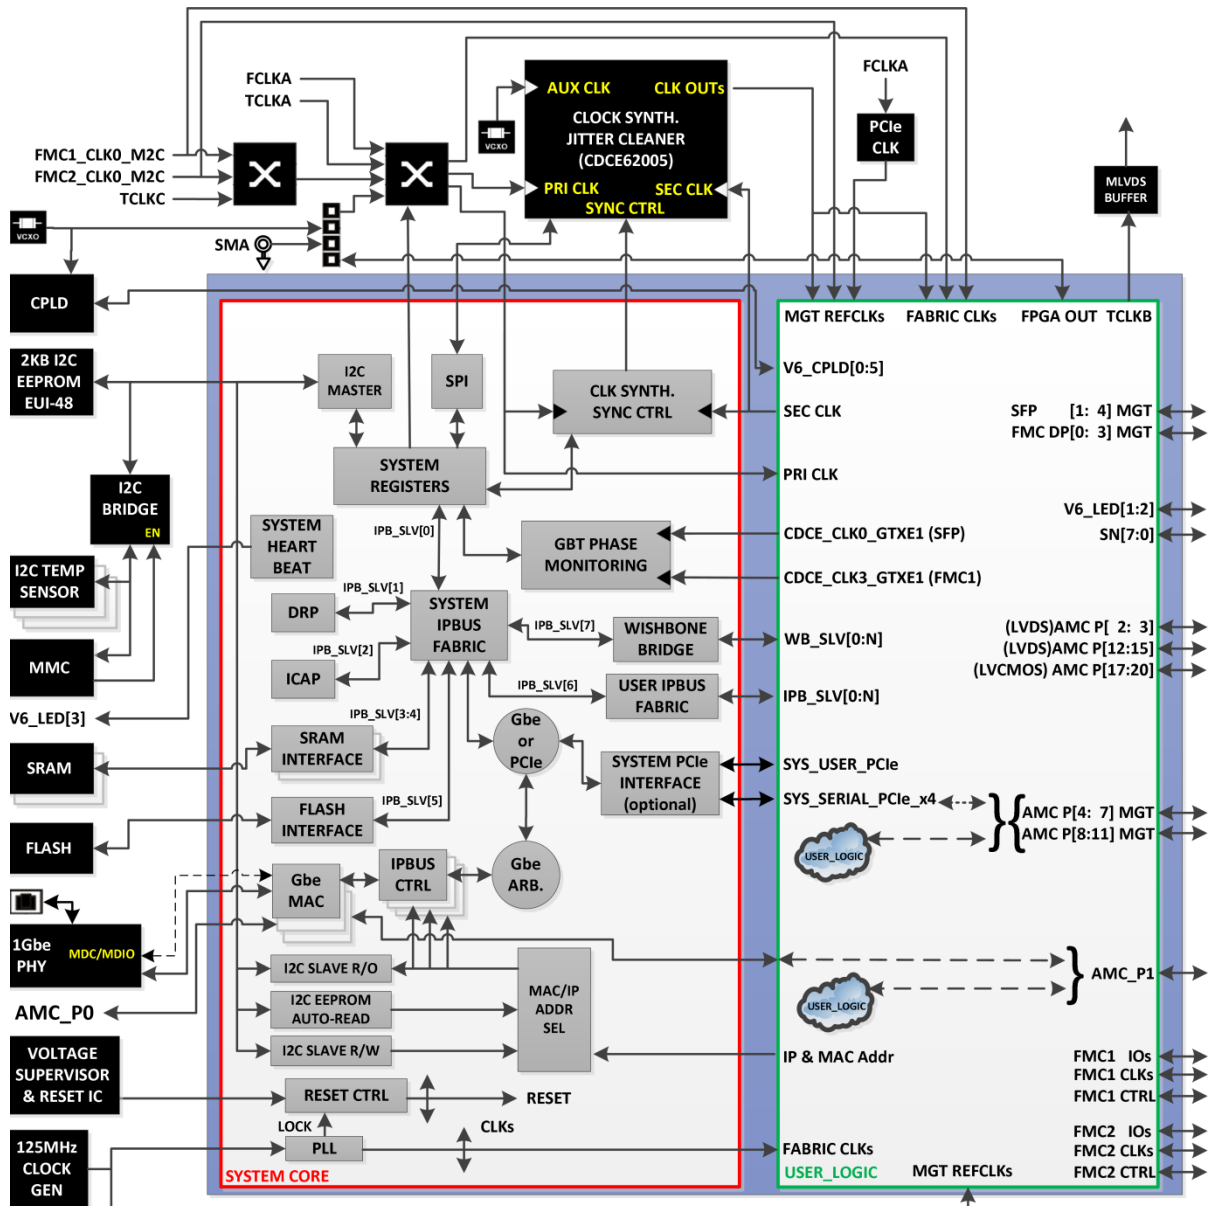 FCLKA
TCLKA
FMC1_CLK0_M2C
FMC2_CLK0_M2C
TCLKC
VCXO
AUX CLK
CLK OUTs
CLOCK SYNTH.
JITTER CLEANER
(CDCE62005)
PRI CLK
SEC CLK
SYNC CTRL
FCLKA
PCIe
CLK
MLVDS
BUFFER
VCXO
SMA
CPLD
2KB I2C
EEPROM
EUI-48
I2C
BRIDGE
EN
I2C TEMP
SENSOR
MMC
V6_LED[3]
SRAM
FLASH
1Gbe
PHY
MDC/MDIO
AMC_P0
VOLTAGE
SUPERVISOR
& RESET IC
125MHz
CLOCK
GEN
I2C
MASTER
SPI
CLK SYNTH.
SYNC CTRL
SYSTEM
REGISTERS
SYSTEM
HEART
BEAT
IPB_SLV[0]
GBT PHASE
MONITORING
IPB_SLV[1]
DRP
SYSTEM
IPBUS
FABRIC
IPB_SLV[7]
WISHBONE
BRIDGE
IPB_SLV[2]
ICAP
IPB_SLV[6]
USER IPBUS
FABRIC
IPB_SLV[3:4]
SRAM
INTERFACE
Gbe
or
PCIe
SYSTEM PCIe
INTERFACE
(optional)
IPB_SLV[5]
FLASH
INTERFACE
Gbe
MAC
IPBUS
CTRL
Gbe
ARB.
I2C SLAVE R/O
I2C EEPROM
AUTO-READ
I2C SLAVE R/W
MAC/IP
ADDR
SEL
RESET CTRL
RESET
LOCK
CLKs
PLL
SYSTEM CORE
MGT REFCLKs
FABRIC CLKs
FPGA OUT
TCLKB
V6_CPLD[0:5]
SEC CLK
SFP [1: 4] MGT
FMC DP[0: 3] MGT
PRI CLK
V6_LED[1:2]
SN[7:0]
CDCE_CLK0_GTXE1 (SFP)
CDCE_CLK3_GTXE1 (FMC1)
(LVDS)AMC P[ 2: 3]
(LVDS)AMC P[12:15]
(LVCMOS) AMC P[17:20]
WB_SLV[0:N]
IPB_SLV[0:N]
SYS_USER_PCIe
SYS_SERIAL_PCIe_x4
AMC P[4: 7] MGT
AMC P[8:11] MGT
USER_LOGIC
AMC_P1
USER_LOGIC
IP & MAC Addr
FMC1 IOs
FMC1 CLKs
FMC1 CTRL
FMC2 IOs
FMC2 CLKs
FMC2 CTRL
FABRIC CLKs
USER_LOGIC
MGT REFCLKs